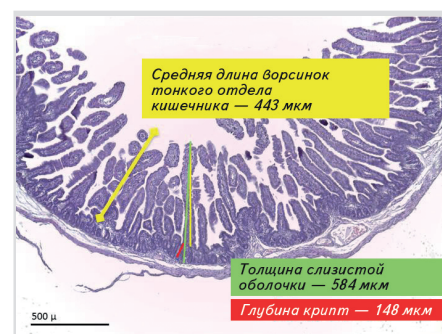 Средняя длина ворсинок
тонкого отдела
кишечника — 443 мкм
Толщина слизистой
оболочки — 584 мкм
Глубина крипт — 148 мкм
500 µ